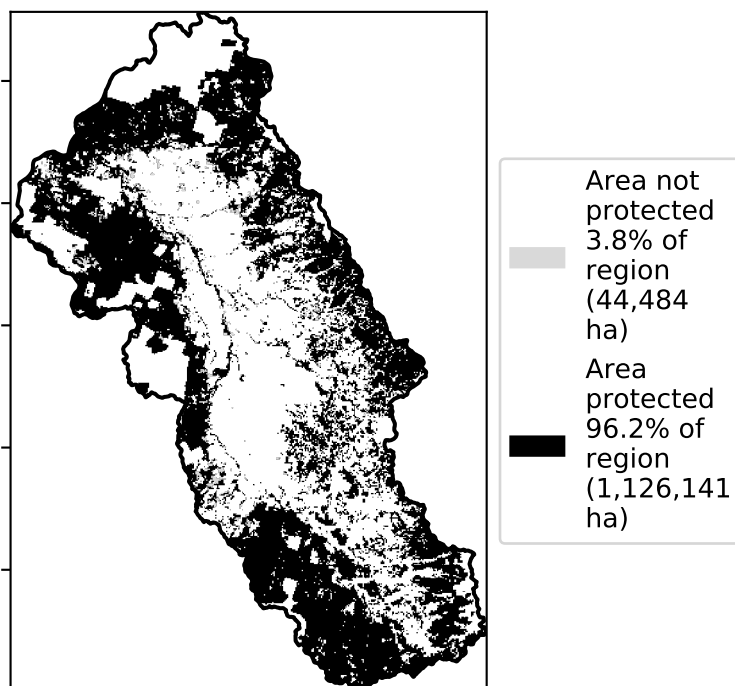 Area not
protected
3.8% of
region
(44,484
ha)
Area
protected
96.2% of
region
(1,126,141
ha)